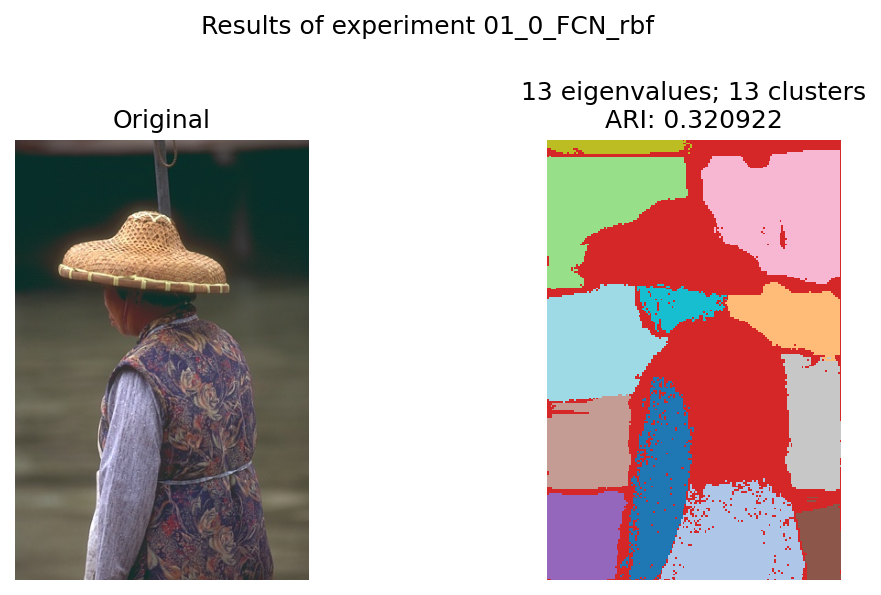 Results of experiment 01_0_FCN_rbf
Original
13 eigenvalues; 13 clusters
ARI: 0.320922